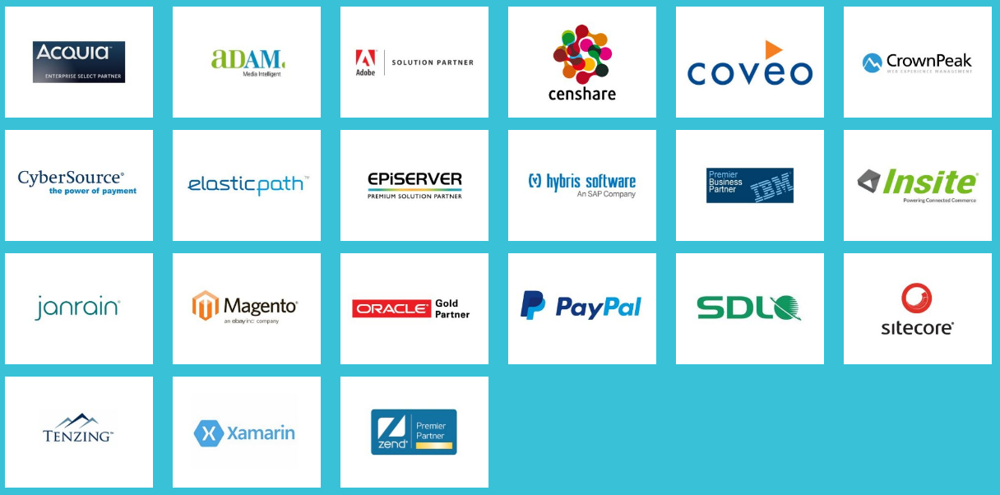 Acquia™
ENTERPRISE SELECT PARTNER
aDAM.
Media Intelligent
Adobe
SOLUTION PARTNER
censhare
coveo
CrownPeak
WEB EXPERIENCE MANAGEMENT
CyberSource®
the power of payment
elasticpath™
EPiSERVER
PREMIUM SOLUTION PARTNER
hybris software
An SAP Company
Premier
Business
Partner
IBM
Insite®
Powering Connected Commerce
janrain®
Magento®
an ebay inc company
ORACLE®
Gold
Partner
PayPal
SDL
sitecore®
TENZING™
Xamarin
zend®
Premier
Partner